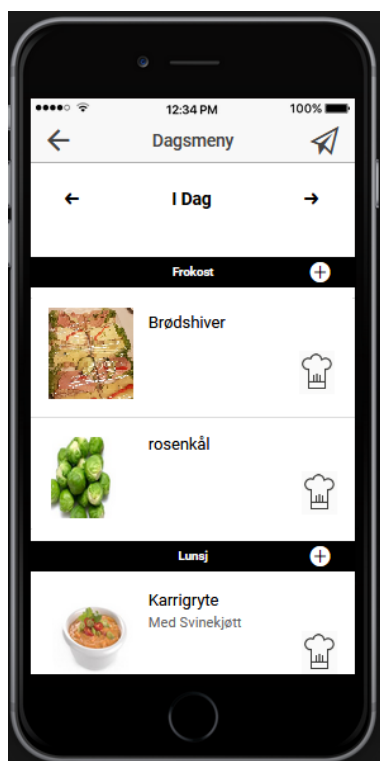 12:34 PM
100%
Dagsmeny
I Dag
Frokost
Brødshiver
rosenkål
Lunsj
Karrigryte
Med Svinekjøtt